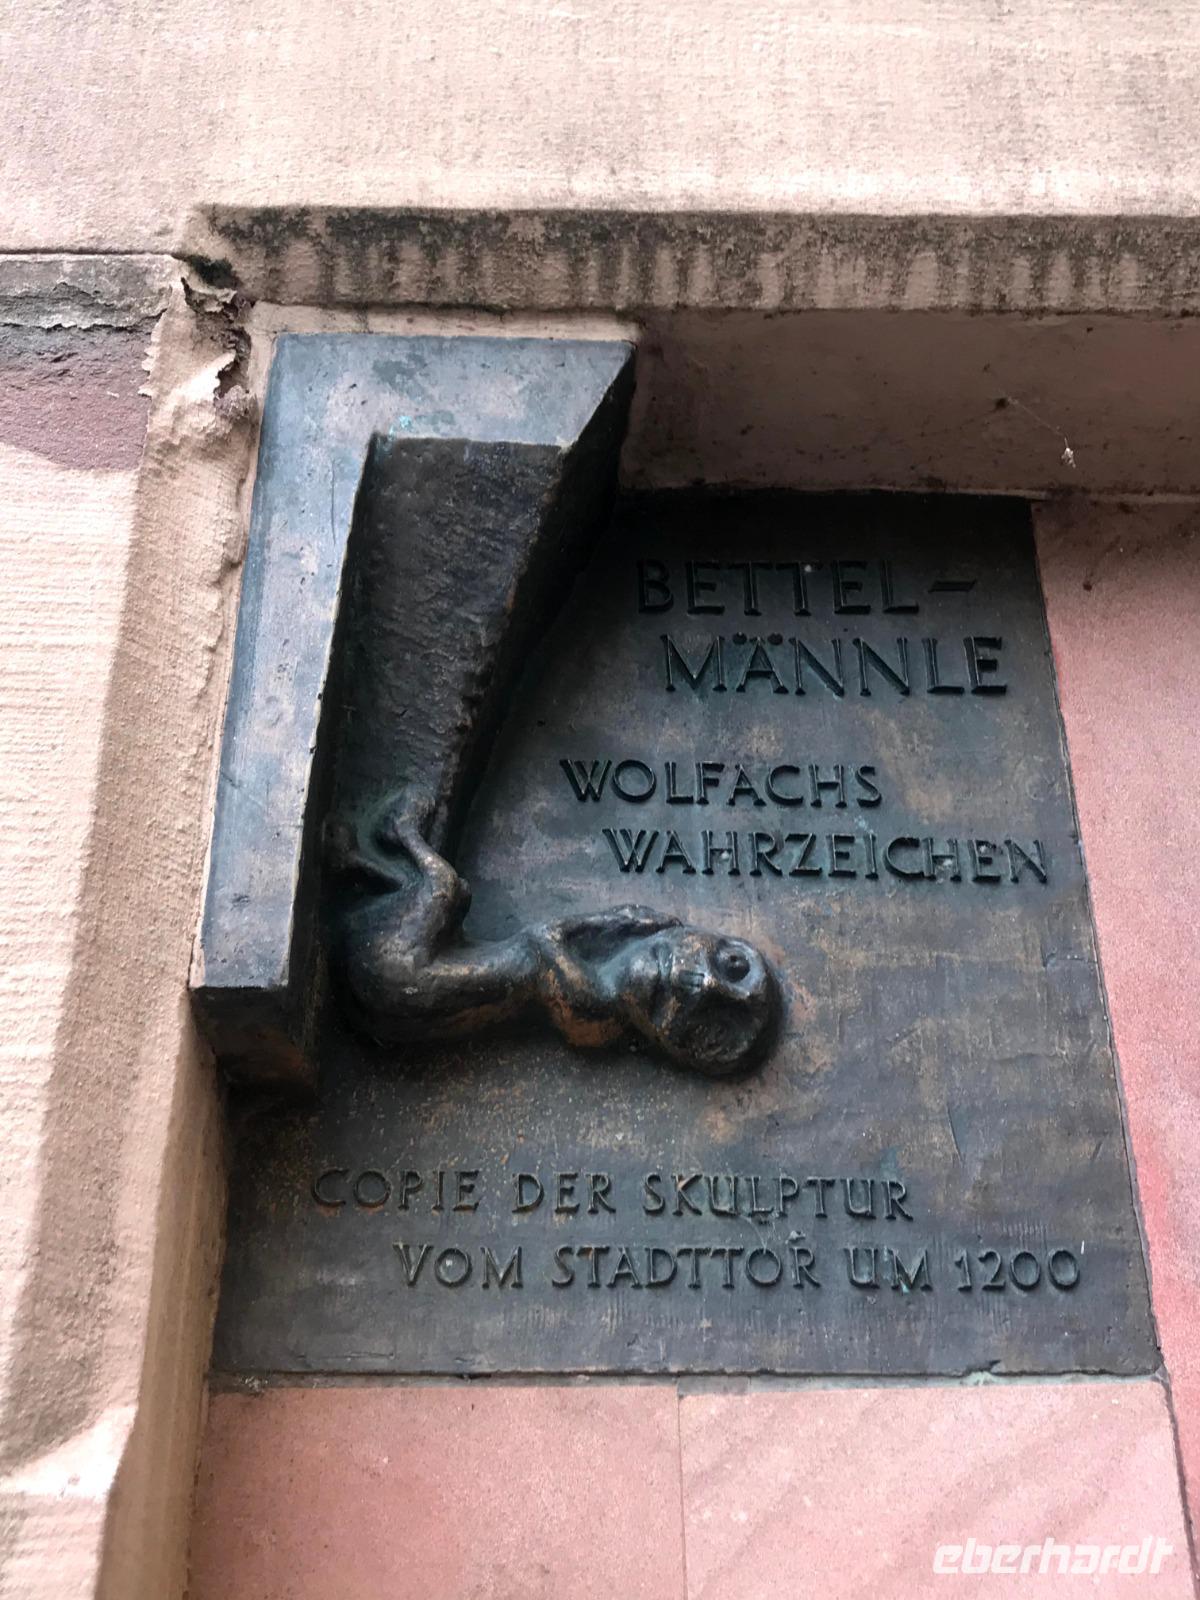 BETTEL-
MÄNNLE
WOLFACHS
WAHRZEICHEN
COPIE DER SKULPTUR
VOM STADTTOR UM 1200
eberhardt